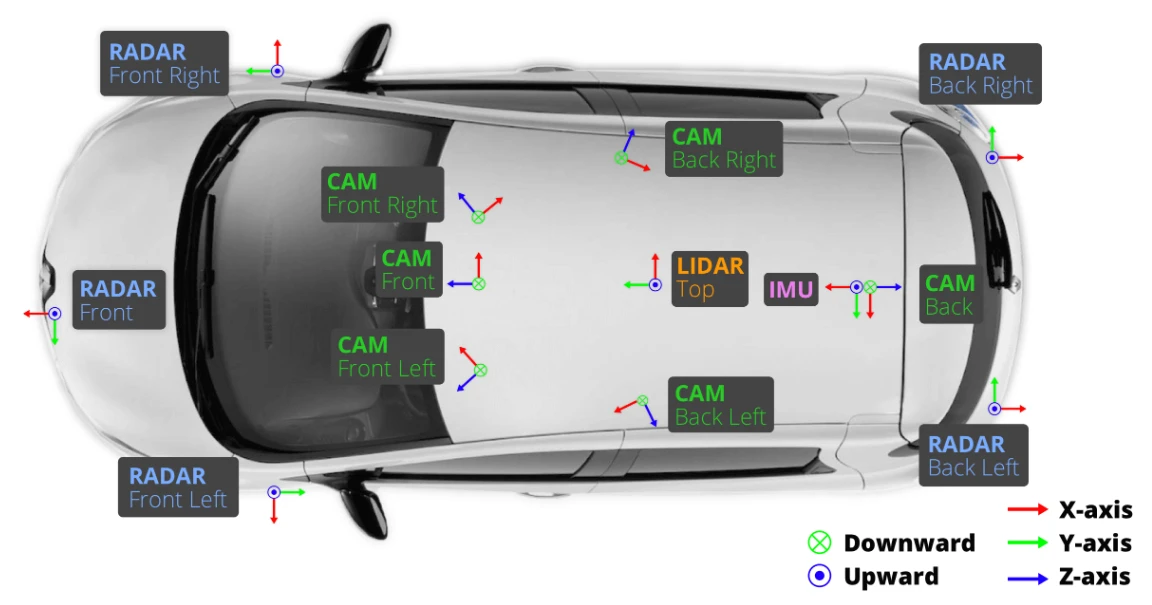 RADAR
Front Right
RADAR
Back Right
CAM
Back Right
CAM
Front Right
CAM
Front
LIDAR
Top
IMU
CAM
Back
RADAR
Front
CAM
Front Left
CAM
Back Left
RADAR
Front Left
RADAR
Back Left
X-axis
Downward
Y-axis
Upward
Z-axis